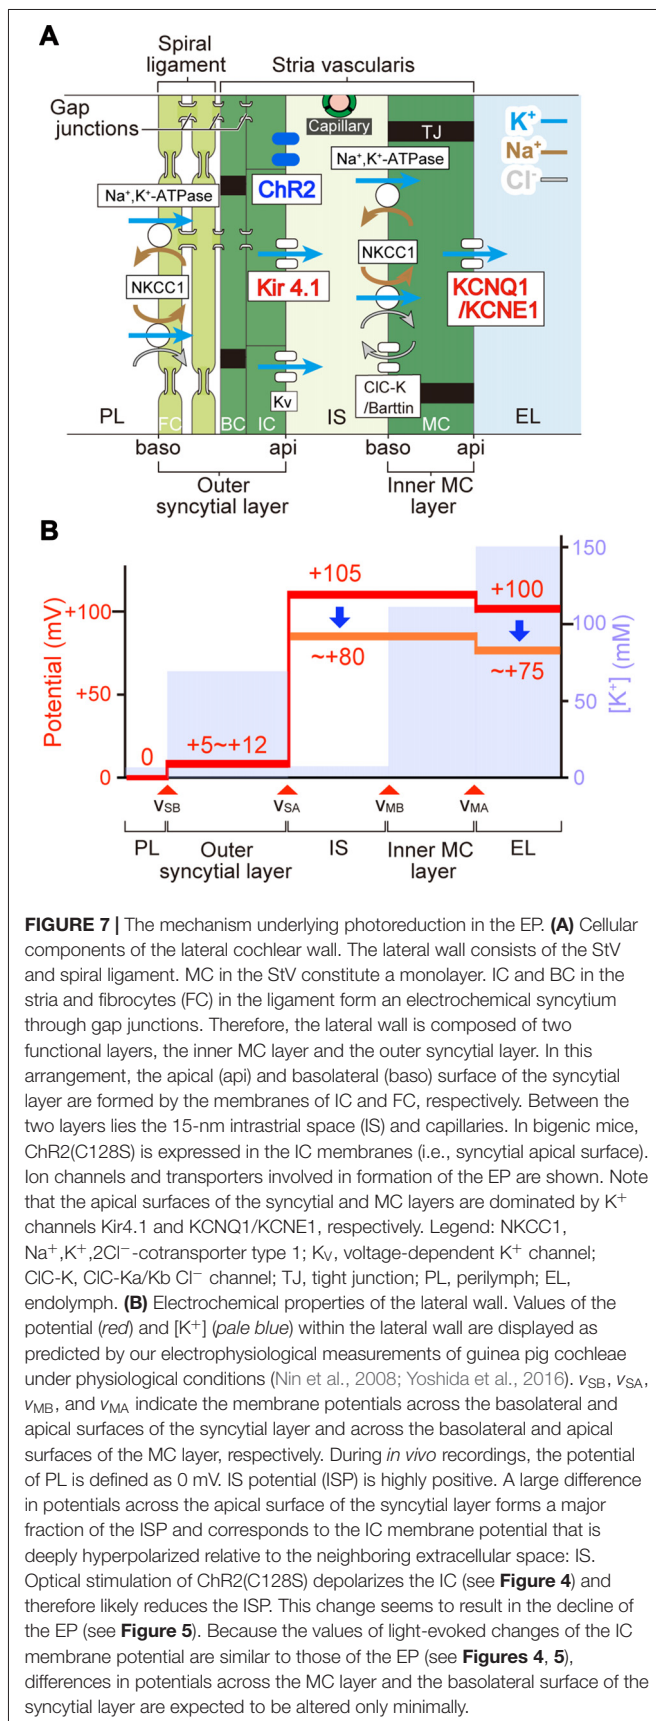 A
Spiral
ligament
Stria vascularis
Gap
junctions
Capillary
TJ
K+
Na+
Cl-
Na+,K+-ATPase
ChR2
Na+,K+-ATPase
NKCC1
NKCC1
Kir 4.1
KCNQ1
/KCNE1
Kv
ClC-K
/Barttin
PL
FC
BC
IC
IS
MC
EL
baso
api
baso
api
Outer
syncytial layer
Inner MC
layer
B
Potential (mV)
+100
+50
0
150
100
50
0
[K+] (mM)
+105
+100
~+80
~+75
0
+5~+12
vSB
vSA
vMB
vMA
PL
Outer
syncytial layer
IS
Inner MC
layer
EL
FIGURE 7 | The mechanism underlying photoreduction in the EP. (A) Cellular
components of the lateral cochlear wall. The lateral wall consists of the StV
and spiral ligament. MC in the StV constitute a monolayer. IC and BC in the
stria and fibrocytes (FC) in the ligament form an electrochemical syncytium
through gap junctions. Therefore, the lateral wall is composed of two
functional layers, the inner MC layer and the outer syncytial layer. In this
arrangement, the apical (api) and basolateral (baso) surface of the syncytial
layer are formed by the membranes of IC and FC, respectively. Between the
two layers lies the 15-nm intrastrial space (IS) and capillaries. In bigenic mice,
ChR2(C128S) is expressed in the IC membranes (i.e., syncytial apical surface).
Ion channels and transporters involved in formation of the EP are shown. Note
that the apical surfaces of the syncytial and MC layers are dominated by K+
channels Kir4.1 and KCNQ1/KCNE1, respectively. Legend: NKCC1,
Na+,K+,2Cl−-cotransporter type 1; KV, voltage-dependent K+ channel;
ClC-K, ClC-Ka/Kb Cl− channel; TJ, tight junction; PL, perilymph; EL,
endolymph. (B) Electrochemical properties of the lateral wall. Values of the
potential (red) and [K+] (pale blue) within the lateral wall are displayed as
predicted by our electrophysiological measurements of guinea pig cochleae
under physiological conditions (Nin et al., 2008; Yoshida et al., 2016). vSB, vSA,
vMB, and vMA indicate the membrane potentials across the basolateral and
apical surfaces of the syncytial layer and across the basolateral and apical
surfaces of the MC layer, respectively. During in vivo recordings, the potential
of PL is defined as 0 mV. IS potential (ISP) is highly positive. A large difference
in potentials across the apical surface of the syncytial layer forms a major
fraction of the ISP and corresponds to the IC membrane potential that is
deeply hyperpolarized relative to the neighboring extracellular space: IS.
Optical stimulation of ChR2(C128S) depolarizes the IC (see Figure 4) and
therefore likely reduces the ISP. This change seems to result in the decline of
the EP (see Figure 5). Because the values of light-evoked changes of the IC
membrane potential are similar to those of the EP (see Figures 4, 5),
differences in potentials across the MC layer and the basolateral surface of the
syncytial layer are expected to be altered only minimally.